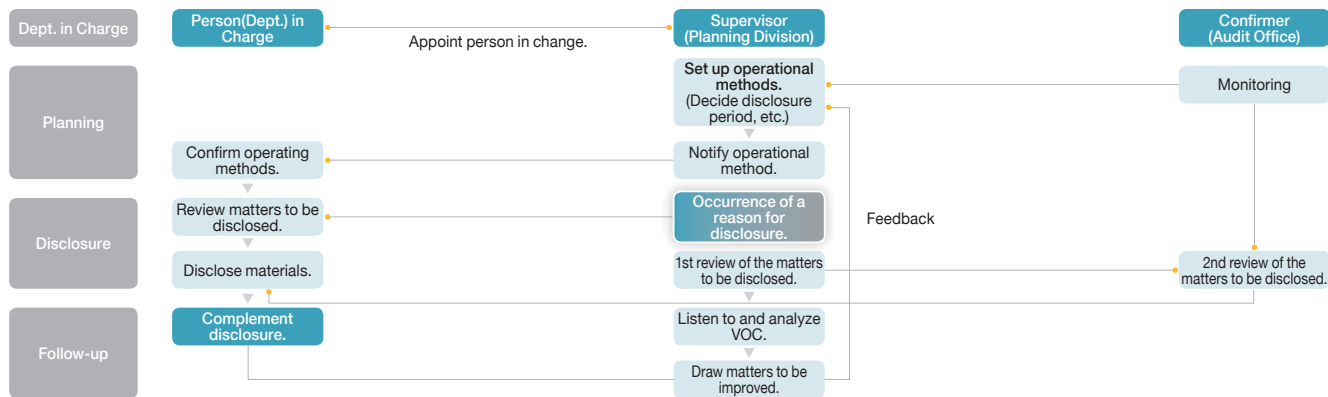 Dept. in Charge
Person(Dept.) in
Charge
Appoint person in change.
Supervisor
(Planning Division)
Confirmer
(Audit Office)
Planning
Set up operational
methods.
(Decide disclosure
period, etc.)
Monitoring
Confirm operating
methods.
Notify operational
method.
Disclosure
Review matters to be
disclosed.
Occurrence of a
reason for
disclosure.
Feedback
Disclose materials.
1st review of the matters
to be disclosed.
2nd review of the
matters to be disclosed.
Follow-up
Complement
disclosure.
Listen to and analyze
VOC.
Draw matters to be
improved.